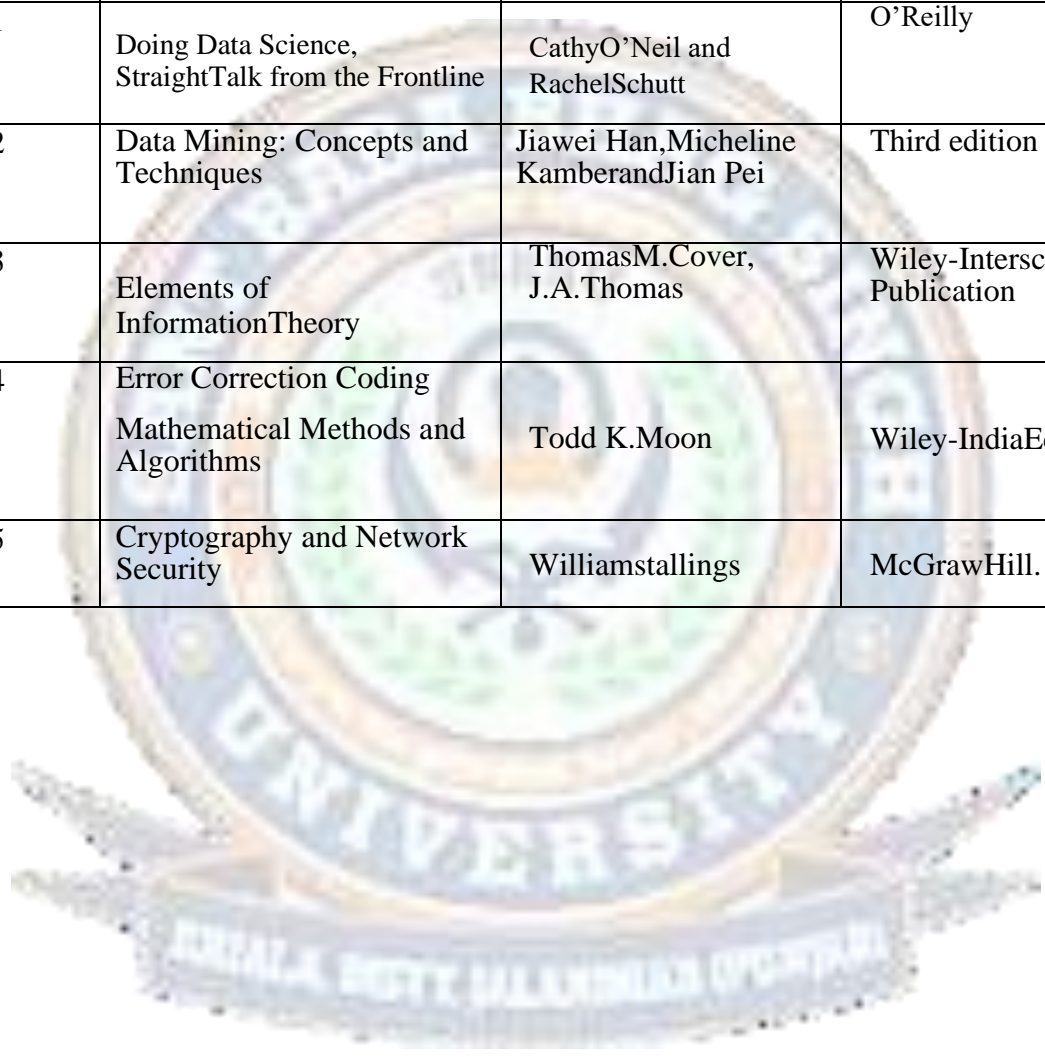 O’Reilly
Doing Data Science,
StraightTalk from the Frontline
CathyO’Neil and
RachelSchutt
2
Data Mining: Concepts and
Techniques
Jiawei Han,Micheline
KamberandJian Pei
Third edition
3
Elements of
InformationTheory
ThomasM.Cover,
J.A.Thomas
Wiley-Intersc
Publication
4
Error Correction Coding
Mathematical Methods and
Algorithms
Todd K.Moon
Wiley-IndiaEd
5
Cryptography and Network
Security
Williamstallings
McGrawHill.
UNIVERSITY